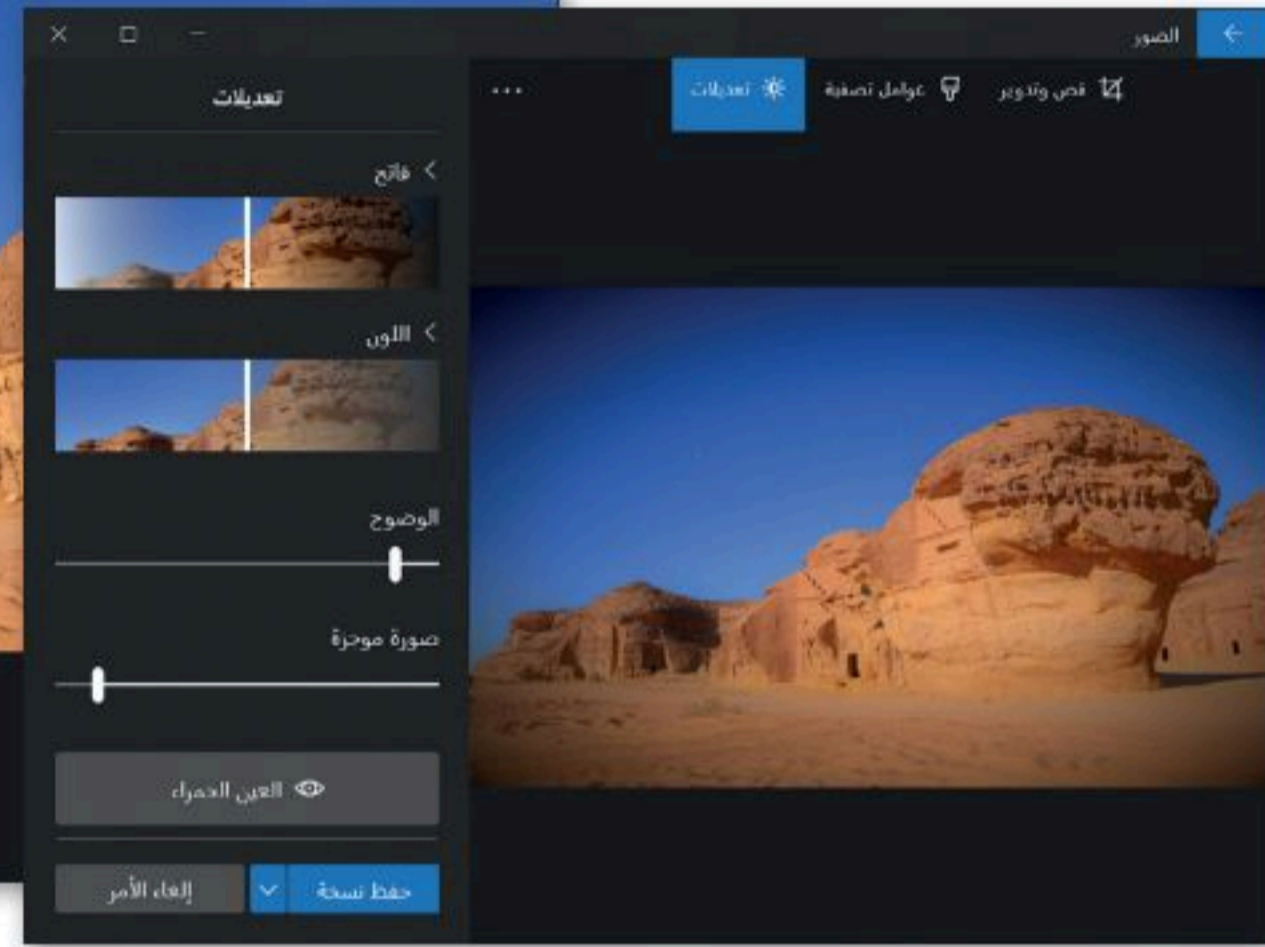 الصور
قص وتدوير
عوامل تصفية
تعديلات
تعديلات
فاتح
اللون
الوضوح
صورة موجزة
العين الحمراء
حفظ نسخة
إلغاء الأمر